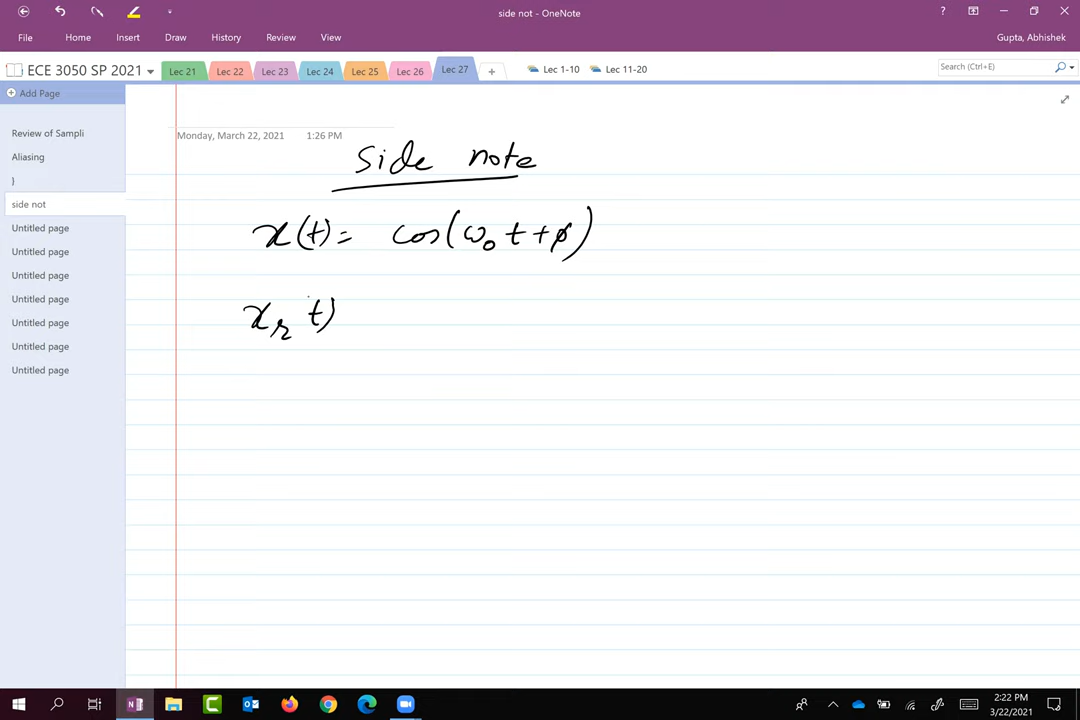 side not - OneNote
?
Gupta, Abhishek
File Home Insert Draw History Review View
ECE 3050 SP 2021 Lec 21 Lec 22 Lec 23 Lec 24 Lec 25 Lec 26 Lec 27 + Lec 1-10 Lec 11-20
Search (Ctrl+E)
Add Page
Review of Sampli
Aliasing
}
side not
Untitled page
Untitled page
Untitled page
Untitled page
Untitled page
Untitled page
Untitled page
Monday, March 22, 2021 1:26 PM
Side note
x(t) = cos(ω₀ t + φ)
xᵣ t)
2:22 PM
3/22/2021